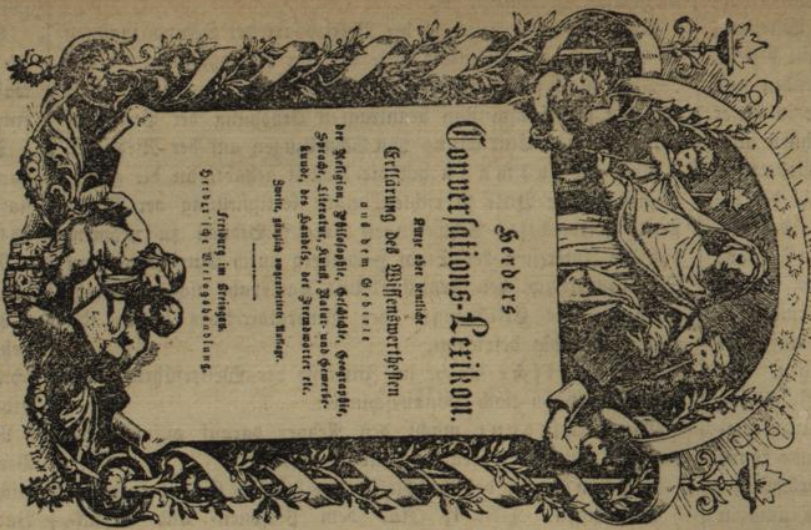 Herders
Conversations-Lexikon
Kurze aber deutliche
Erklärung des Wissenswerthesten
aus dem Gebiete
der Religion, Philosophie, Geschichte, Geographie,
Sprache, Literatur, Kunst, Natur- und Gewerbe-
kunde, des Handels, der Fremdwörter etc.
Zweite, gänzlich umgearbeitete Auflage.
Freiburg im Breisgau.
Herder'sche Verlagshandlung.